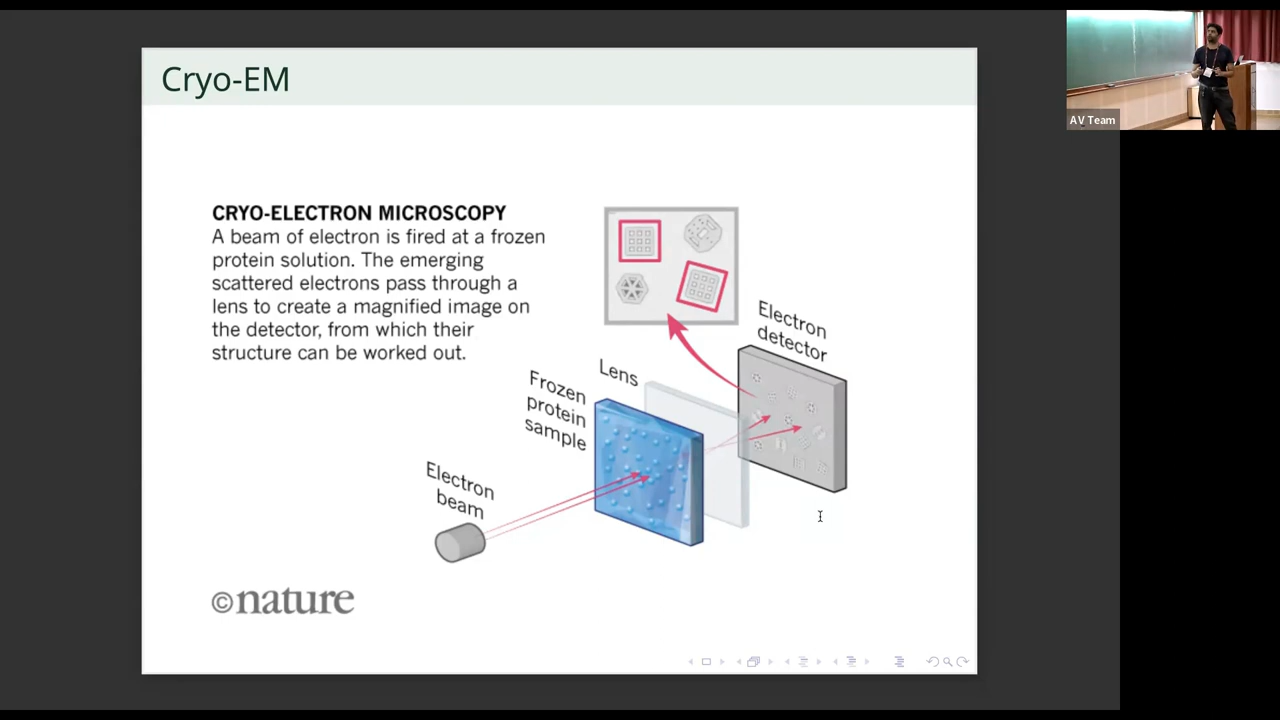 Cryo-EM
CRYO-ELECTRON MICROSCOPY
A beam of electron is fired at a frozen
protein solution. The emerging
scattered electrons pass through a
lens to create a magnified image on
the detector, from which their
structure can be worked out.
Electron
detector
Lens
Frozen
protein
sample
Electron
beam
©nature
AV Team